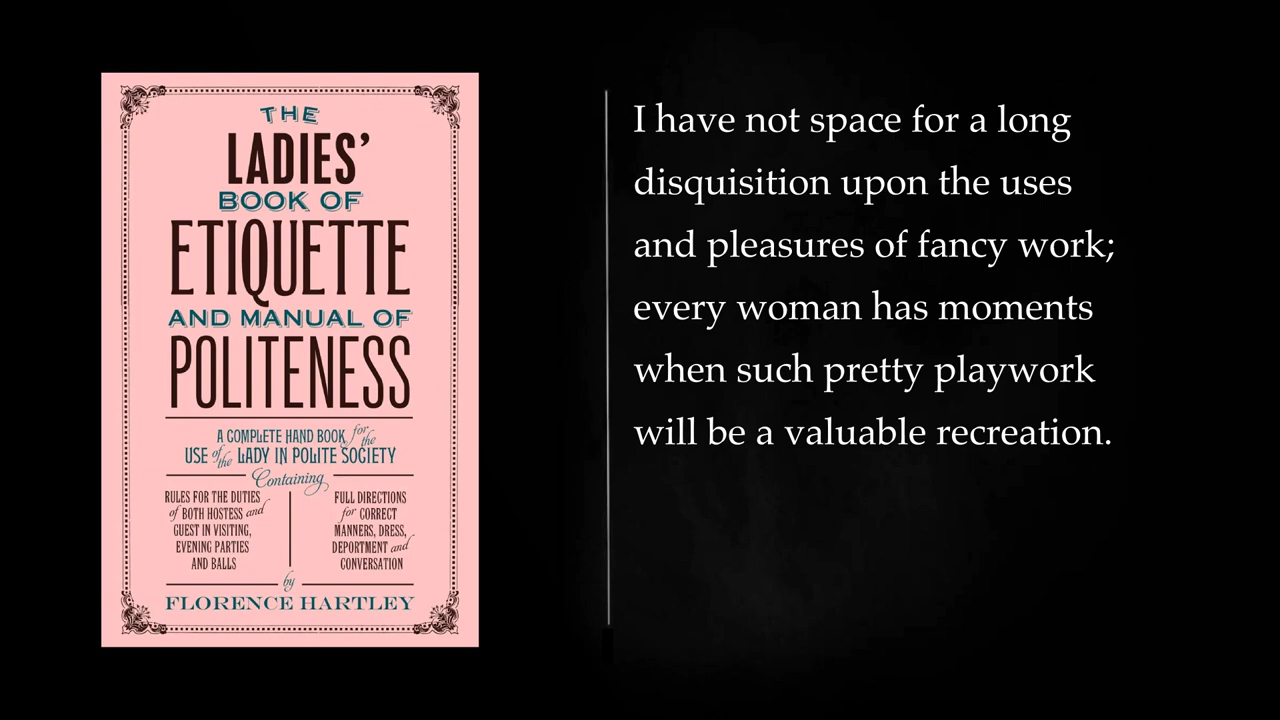 THE
LADIES'
BOOK OF
ETIQUETTE
AND MANUAL OF
POLITENESS
A COMPLETE HAND BOOK for the
USE of the LADY IN POLITE SOCIETY
Containing
RULES FOR THE DUTIES
of BOTH HOSTESS and
GUEST IN VISITING,
EVENING PARTIES
AND BALLS
FULL DIRECTIONS
for CORRECT
MANNERS, DRESS,
DEPORTMENT and
CONVERSATION
by
FLORENCE HARTLEY
I have not space for a long
disquisition upon the uses
and pleasures of fancy work;
every woman has moments
when such pretty playwork
will be a valuable recreation.